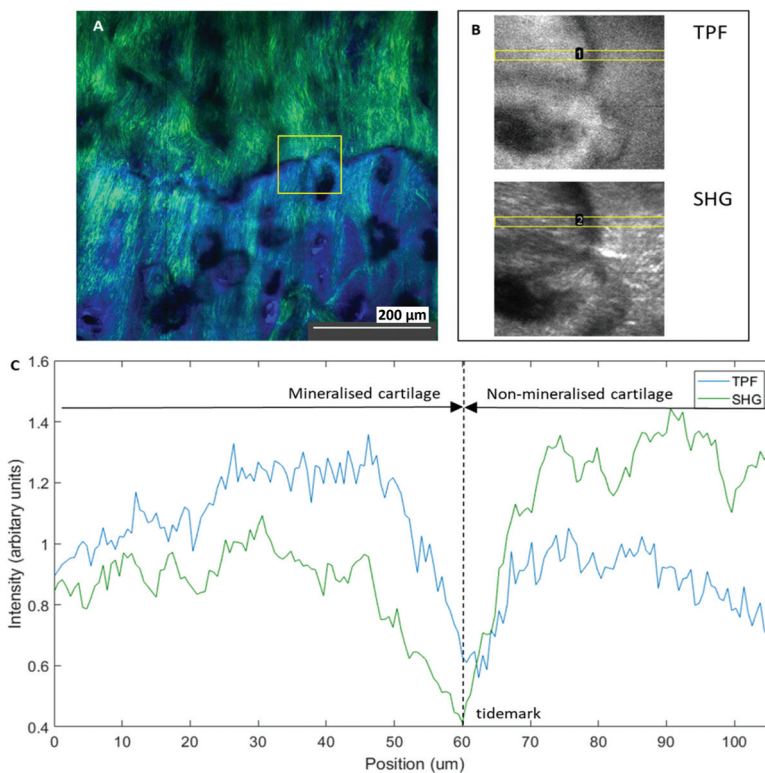 A
200 µm
B
TPF
1
SHG
2
C
Mineralised cartilage
Non-mineralised cartilage
TPF
SHG
tidemark
Intensity (arbitary units)
1.6
1.4
1.2
1
0.8
0.6
0.4
0
10
20
30
40
50
60
70
80
90
100
Position (um)